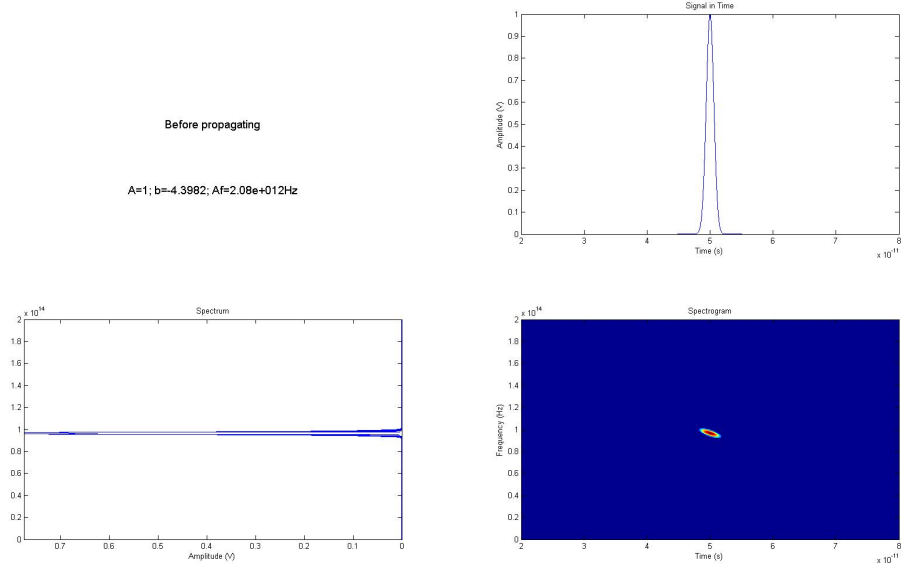 Before propagating
A=1; b=-4.3982; Af=2.08e+012Hz
Signal in Time
1
0.9
0.8
0.7
0.6
0.5
0.4
0.3
0.2
0.1
0
Amplitude (V)
2 3 4 5 6 7 8
Time (s)
x 10^-11
Spectrum
x 10^14
2
1.8
1.6
1.4
1.2
1
0.8
0.6
0.4
0.2
0
0.7 0.6 0.5 0.4 0.3 0.2 0.1 0
Amplitude (V)
Spectrogram
x 10^14
2
1.8
1.6
1.4
1.2
1
0.8
0.6
0.4
0.2
0
Frequency (Hz)
2 3 4 5 6 7 8
Time (s)
x 10^-11